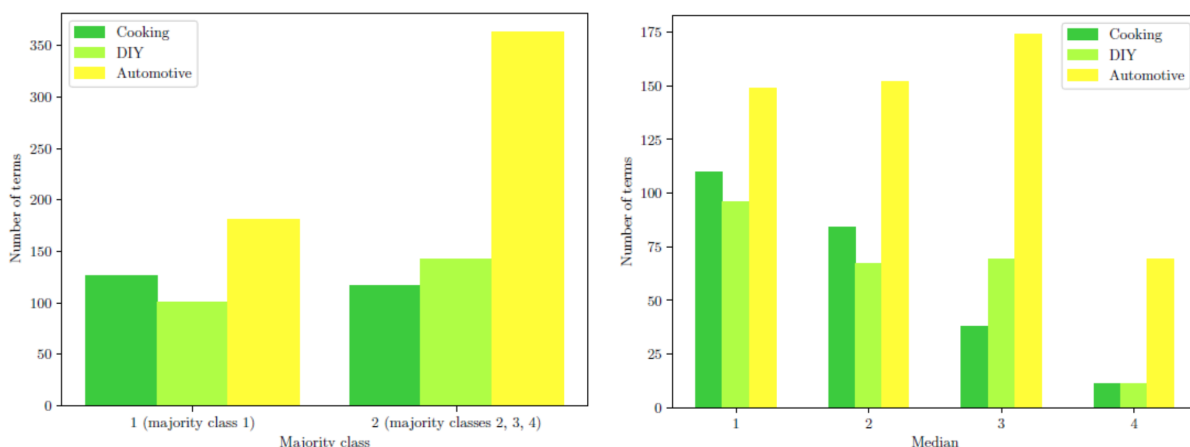 Cooking
DIY
Automotive
350
300
250
200
150
100
50
0
Number of terms
1 (majority class 1)
2 (majority classes 2, 3, 4)
Majority class
Cooking
DIY
Automotive
175
150
125
100
75
50
25
0
Number of terms
1
2
3
4
Median